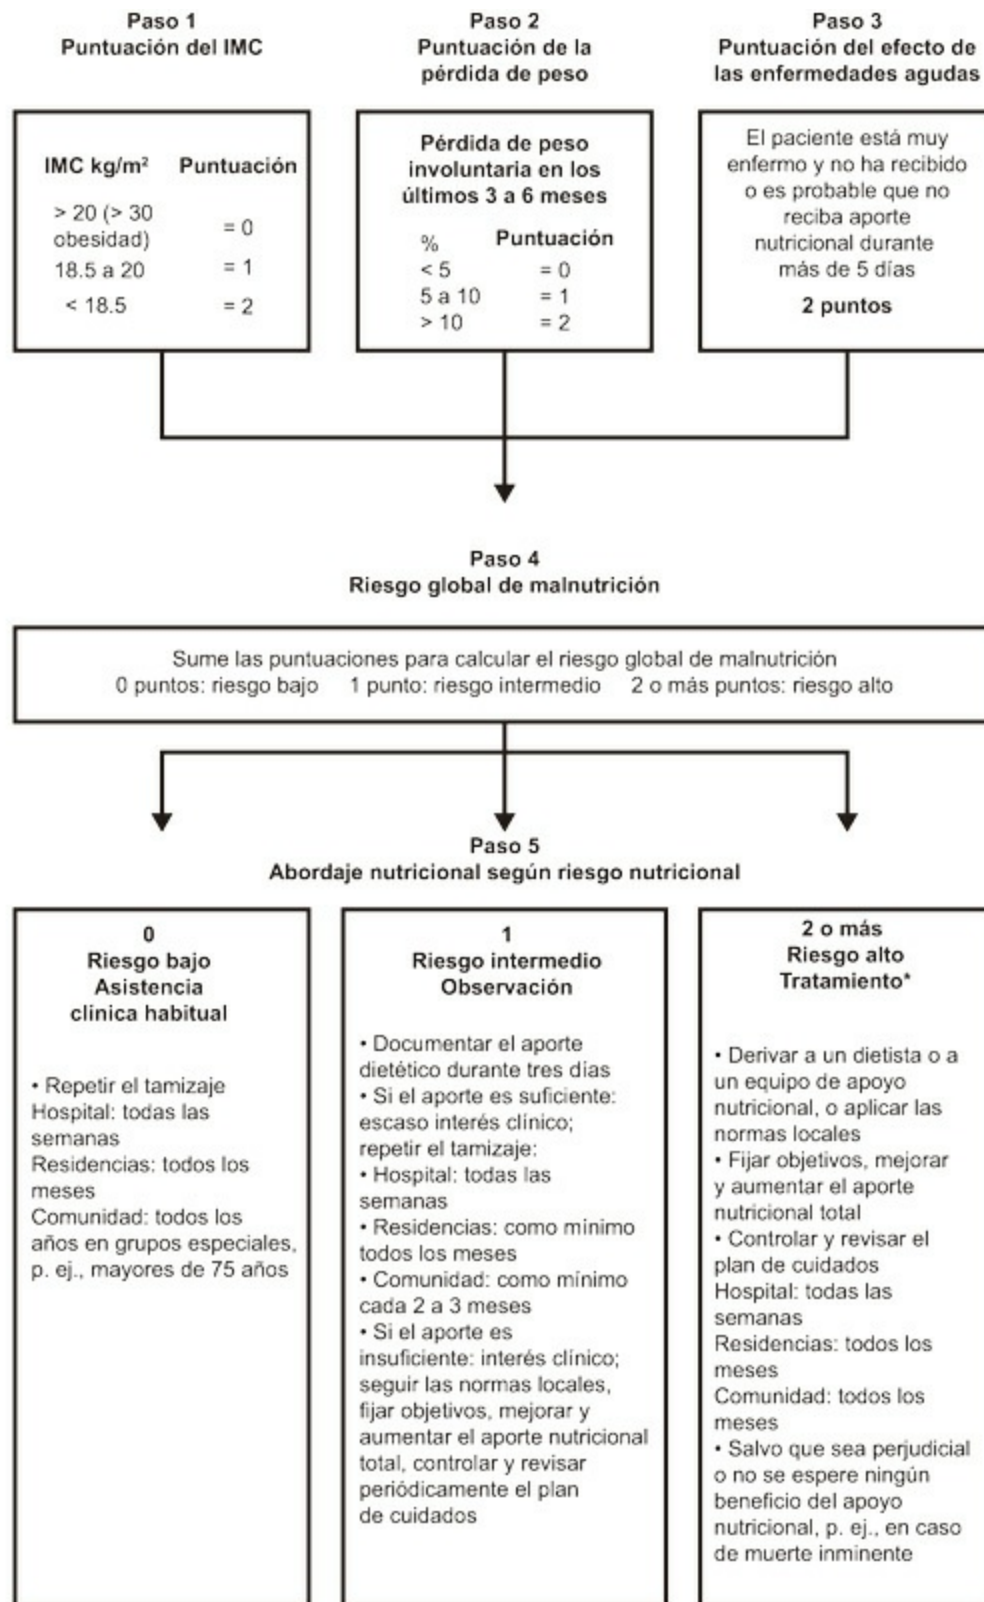 Paso 1
Puntuación del IMC
Paso 2
Puntuación de la
pérdida de peso
Paso 3
Puntuación del efecto de
las enfermedades agudas
IMC kg/m² Puntuación
> 20 (> 30
obesidad) = 0
18.5 a 20 = 1
< 18.5 = 2
Pérdida de peso
involuntaria en los
últimos 3 a 6 meses
% Puntuación
< 5 = 0
5 a 10 = 1
> 10 = 2
El paciente está muy
enfermo y no ha recibido
o es probable que no
reciba aporte
nutricional durante
más de 5 días
2 puntos
Paso 4
Riesgo global de malnutrición
Sume las puntuaciones para calcular el riesgo global de malnutrición
0 puntos: riesgo bajo 1 punto: riesgo intermedio 2 o más puntos: riesgo alto
Paso 5
Abordaje nutricional según riesgo nutricional
0
Riesgo bajo
Asistencia
clínica habitual
• Repetir el tamizaje
Hospital: todas las
semanas
Residencias: todos los
meses
Comunidad: todos los
años en grupos especiales,
p. ej., mayores de 75 años
1
Riesgo intermedio
Observación
• Documentar el aporte
dietético durante tres días
• Si el aporte es suficiente:
escaso interés clínico;
repetir el tamizaje:
• Hospital: todas las
semanas
• Residencias: como mínimo
todos los meses
• Comunidad: como mínimo
cada 2 a 3 meses
• Si el aporte es
insuficiente: interés clínico;
seguir las normas locales,
fijar objetivos, mejorar y
aumentar el aporte nutricional
total, controlar y revisar
periódicamente el plan
de cuidados
2 o más
Riesgo alto
Tratamiento*
• Derivar a un dietista o a
un equipo de apoyo
nutricional, o aplicar las
normas locales
• Fijar objetivos, mejorar
y aumentar el aporte
nutricional total
• Controlar y revisar el
plan de cuidados
Hospital: todas las
semanas
Residencias: todos los
meses
Comunidad: todos los
meses
• Salvo que sea perjudicial
o no se espere ningún
beneficio del apoyo
nutricional, p. ej., en caso
de muerte inminente